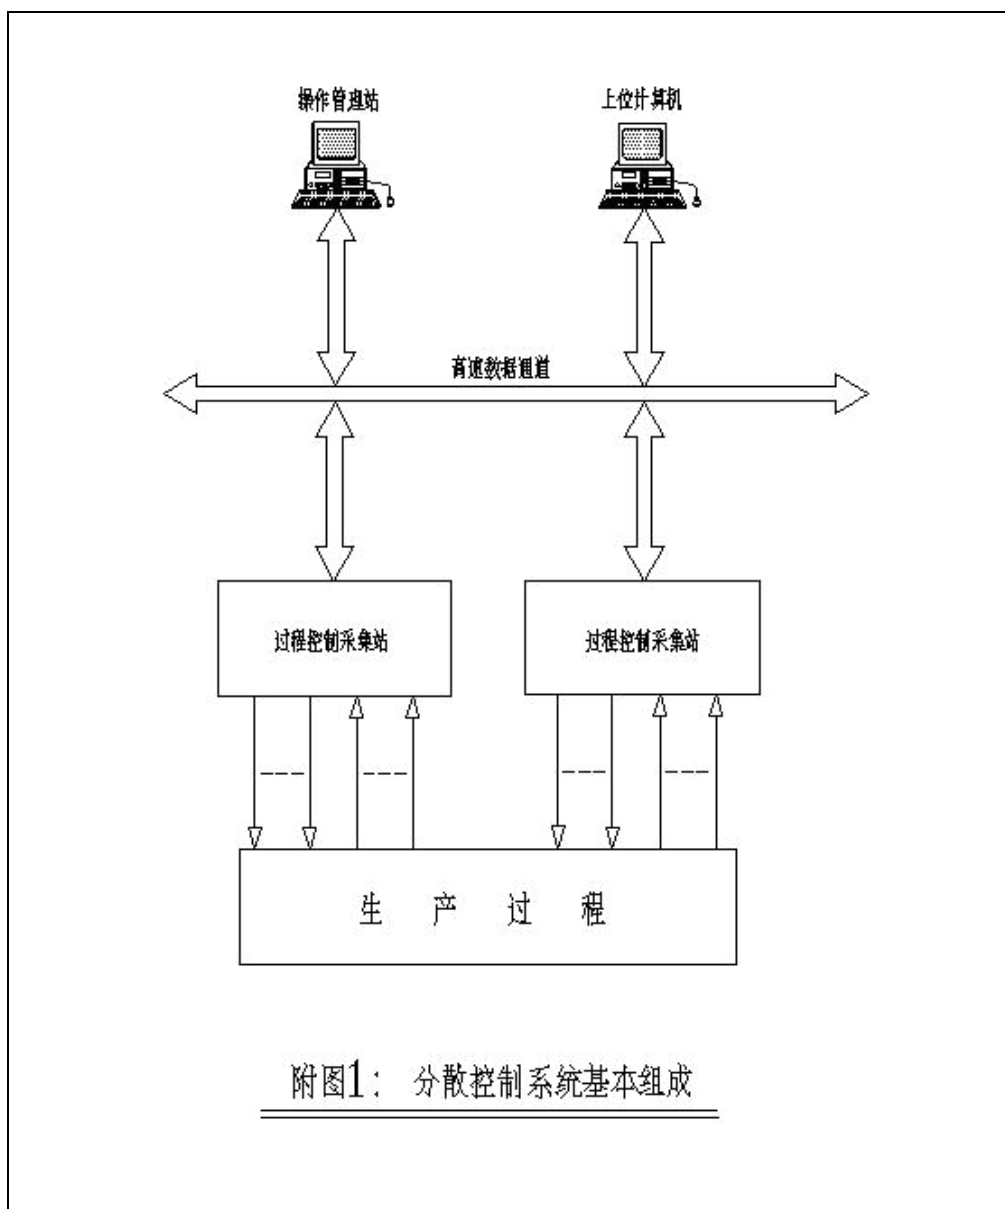 操作管理站 上位计算机
高速数据通道
过程控制采集站 过程控制采集站
生产过程
附图1: 分散控制系统基本组成